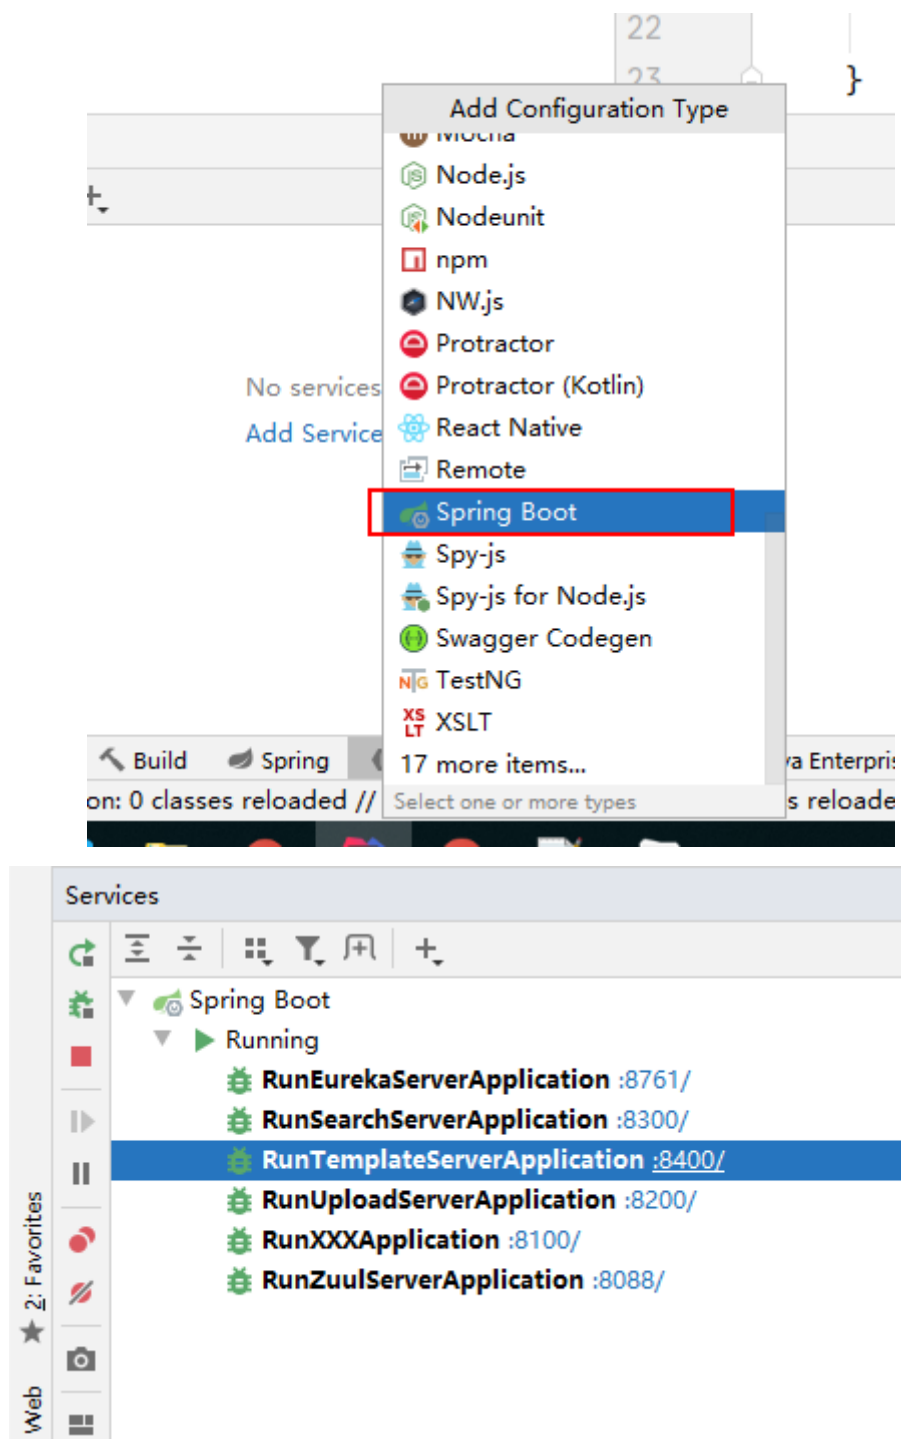 22
23
}
Add Configuration Type
Mocha
Node.js
Nodeunit
npm
NW.js
Protractor
No services
Protractor (Kotlin)
Add Service
React Native
Remote
Spring Boot
Spy-js
Spy-js for Node.js
Swagger Codegen
TestNG
XSLT
Build
Spring
17 more items...
va Enterpris
on: 0 classes reloaded //
Select one or more types
s reloade
Services
Spring Boot
Running
RunEurekaServerApplication :8761/
RunSearchServerApplication :8300/
RunTemplateServerApplication :8400/
RunUploadServerApplication :8200/
RunXXXApplication :8100/
RunZuulServerApplication :8088/
2: Favorites
Web